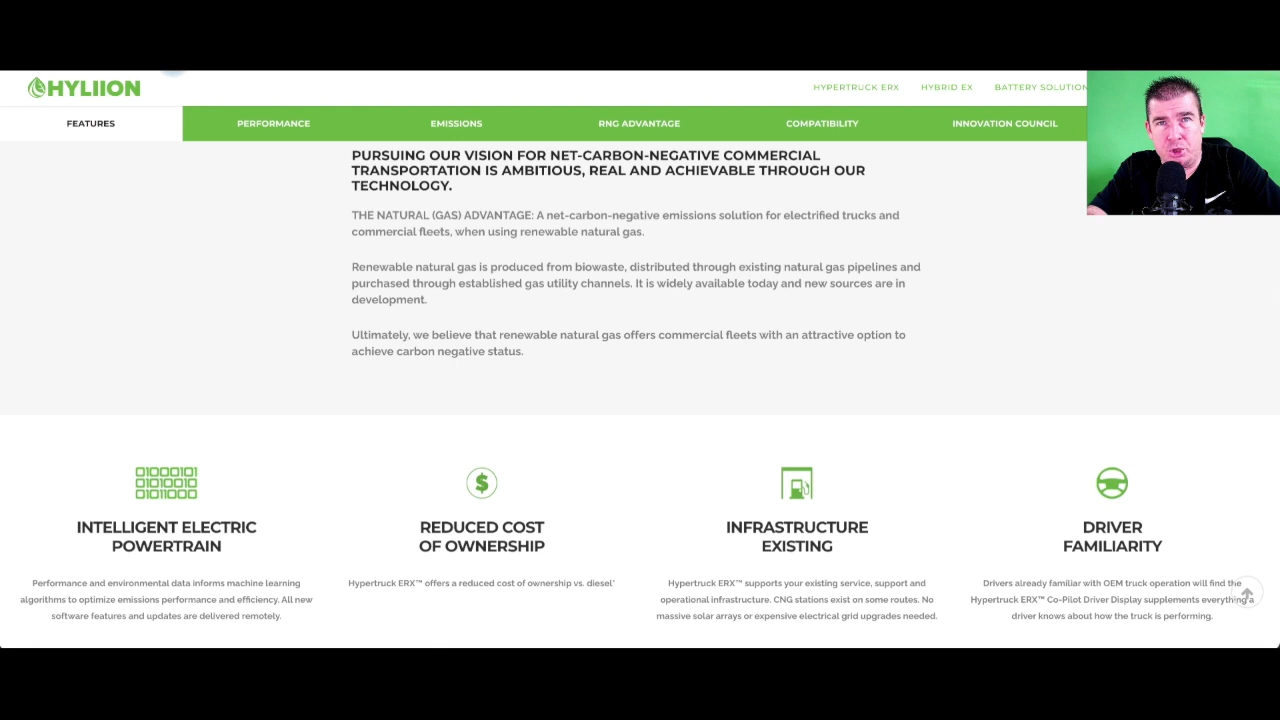 HYLIION
HYPERTRUCK ERX HYBRID EX BATTERY SOLUTION
FEATURES PERFORMANCE EMISSIONS RNG ADVANTAGE COMPATIBILITY INNOVATION COUNCIL
PURSUING OUR VISION FOR NET-CARBON-NEGATIVE COMMERCIAL
TRANSPORTATION IS AMBITIOUS, REAL AND ACHIEVABLE THROUGH OUR
TECHNOLOGY.
THE NATURAL (GAS) ADVANTAGE: A net-carbon-negative emissions solution for electrified trucks and
commercial fleets, when using renewable natural gas.
Renewable natural gas is produced from biowaste, distributed through existing natural gas pipelines and
purchased through established gas utility channels. It is widely available today and new sources are in
development.
Ultimately, we believe that renewable natural gas offers commercial fleets with an attractive option to
achieve carbon negative status.
01000101
01010010
01011000
INTELLIGENT ELECTRIC
POWERTRAIN
Performance and environmental data informs machine learning
algorithms to optimize emissions performance and efficiency. All new
software features and updates are delivered remotely.
$
REDUCED COST
OF OWNERSHIP
Hypertruck ERX™ offers a reduced cost of ownership vs. diesel*
INFRASTRUCTURE
EXISTING
Hypertruck ERX™ supports your existing service, support and
operational infrastructure. CNG stations exist on some routes. No
massive solar arrays or expensive electrical grid upgrades needed.
DRIVER
FAMILIARITY
Drivers already familiar with OEM truck operation will find the
Hypertruck ERX™ Co-Pilot Driver Display supplements everything a
driver knows about how the truck is performing.